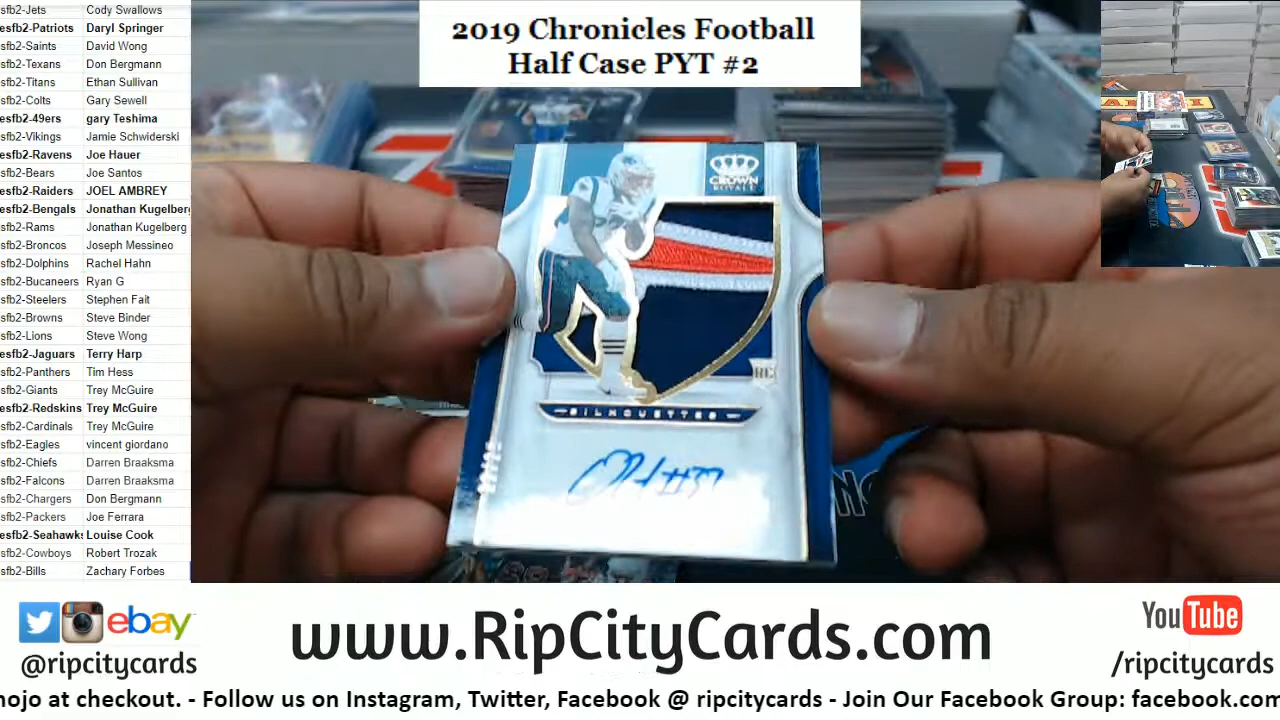 sfb2-Jets Cody Swallows
esfb2-Patriots Daryl Springer
sfb2-Saints David Wong
sfb2-Texans Don Bergmann
sfb2-Titans Ethan Sullivan
sfb2-Colts Gary Sewell
esfb2-49ers gary Teshima
sfb2-Vikings Jamie Schwiderski
esfb2-Ravens Joe Hauer
sfb2-Bears Joe Santos
esfb2-Raiders JOEL AMBREY
esfb2-Bengals Jonathan Kugelberg
sfb2-Rams Jonathan Kugelberg
sfb2-Broncos Joseph Messineo
sfb2-Dolphins Rachel Hahn
sfb2-Bucaneers Ryan G
sfb2-Steelers Stephen Fait
sfb2-Browns Steve Binder
sfb2-Lions Steve Wong
esfb2-Jaguars Terry Harp
sfb2-Panthers Tim Hess
sfb2-Giants Trey McGuire
esfb2-Redskins Trey McGuire
sfb2-Cardinals Trey McGuire
sfb2-Eagles vincent giordano
sfb2-Chiefs Darren Braaksma
sfb2-Falcons Darren Braaksma
sfb2-Chargers Don Bergmann
sfb2-Packers Joe Ferrara
esfb2-Seahawks Louise Cook
sfb2-Cowboys Robert Trozak
sfb2-Bills Zachary Forbes
2019 Chronicles Football
Half Case PYT #2
CROWN
ROYALE
RC
SILHOUETTES
#37
ebay
@ripcitycards
www.RipCityCards.com
YouTube
/ripcitycards
mojo at checkout. - Follow us on Instagram, Twitter, Facebook @ ripcitycards - Join Our Facebook Group: facebook.com